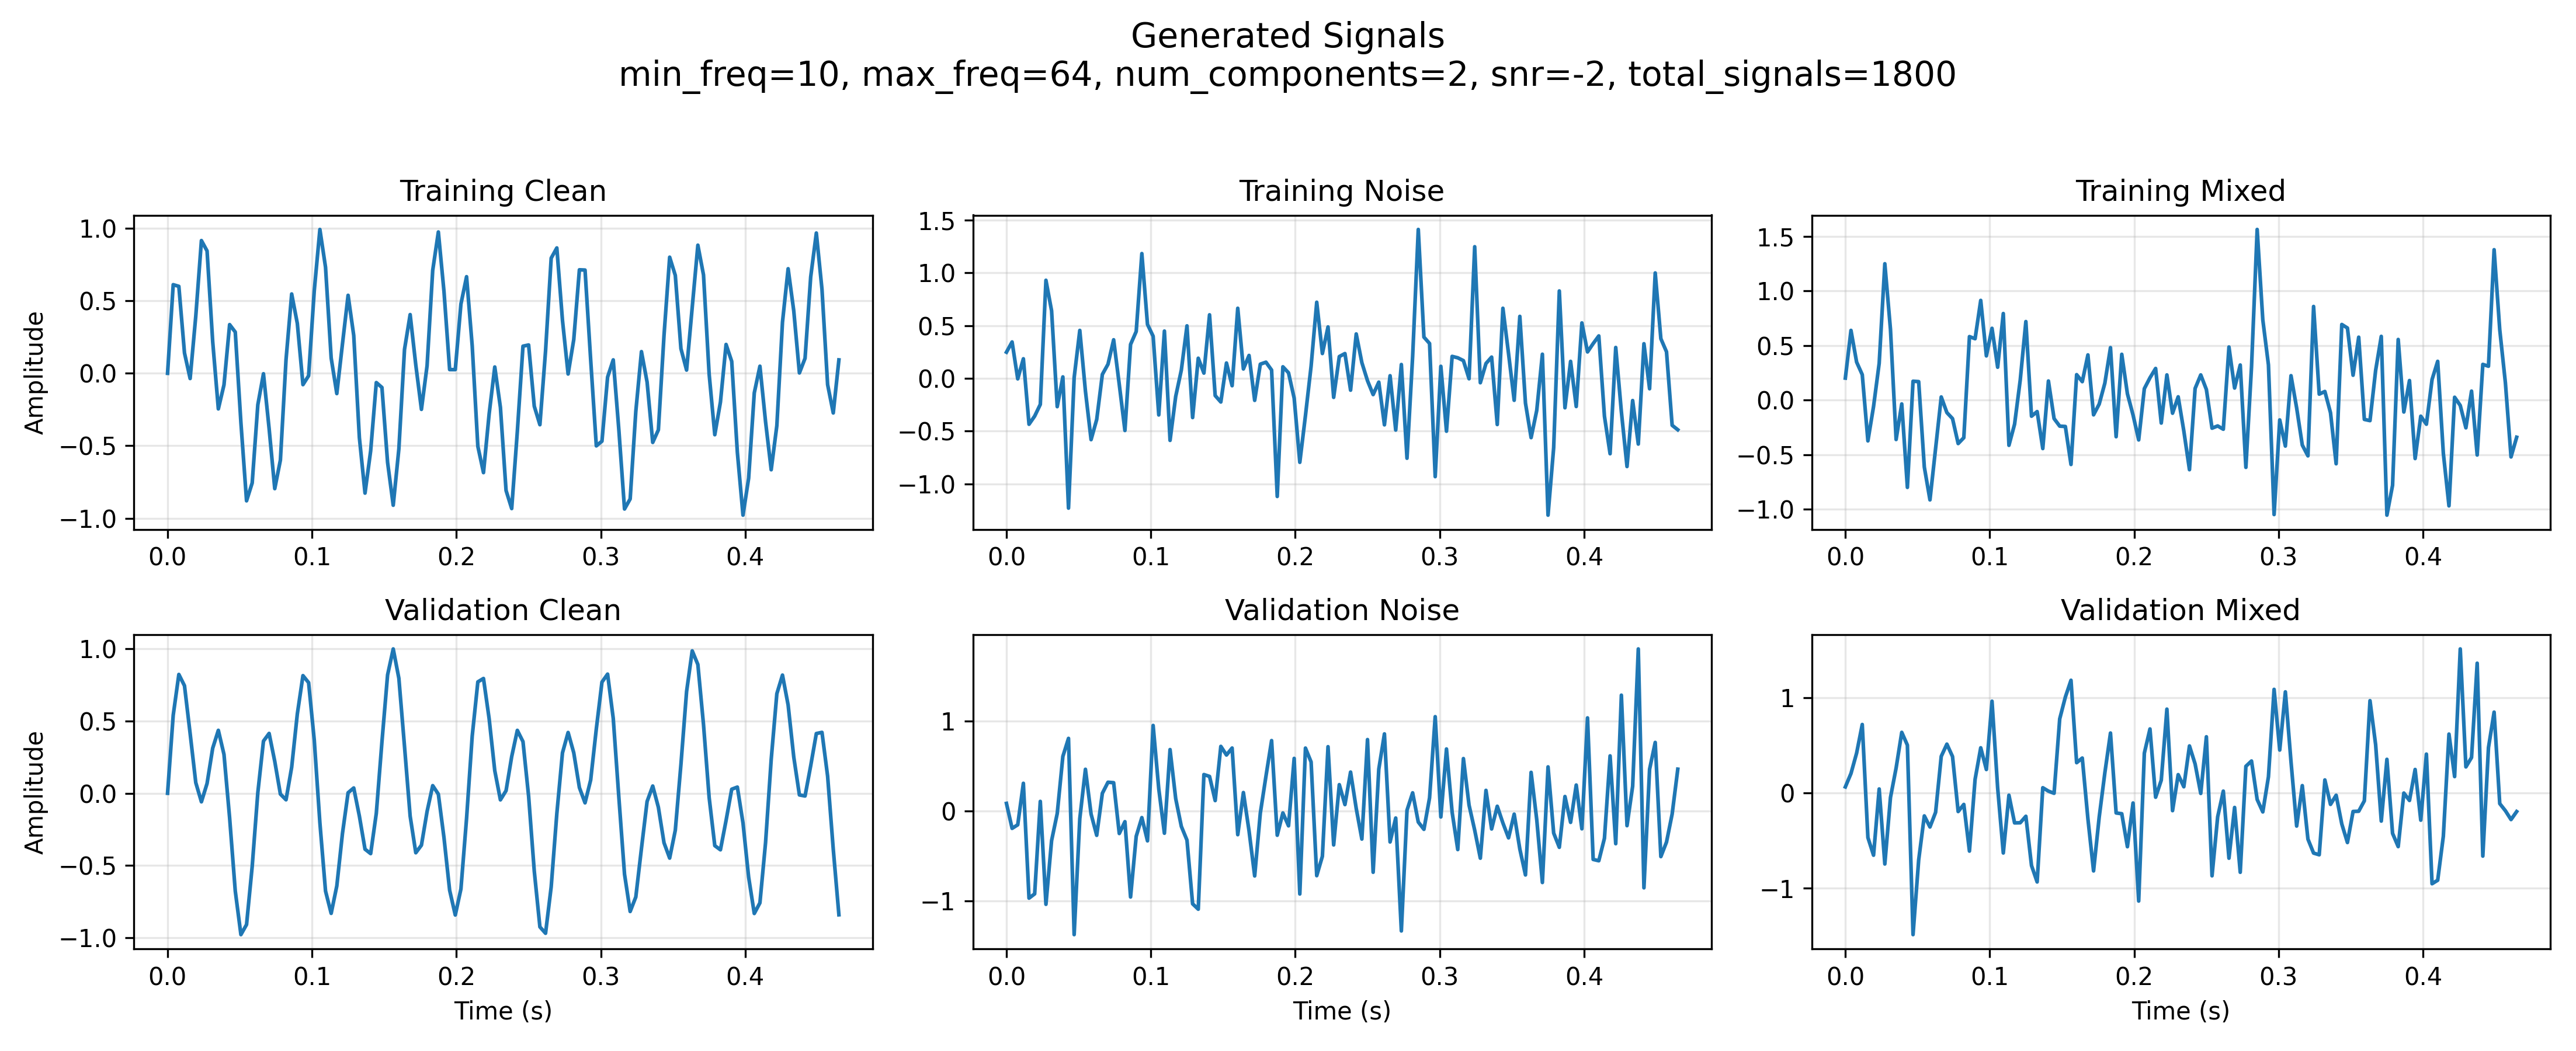 Generated Signals
min_freq=10, max_freq=64, num_components=2, snr=-2, total_signals=1800
Training Clean
Training Noise
Training Mixed
Amplitude
1.0
0.5
0.0
−0.5
−1.0
0.0 0.1 0.2 0.3 0.4
1.5
1.0
0.5
0.0
−0.5
−1.0
0.0 0.1 0.2 0.3 0.4
1.5
1.0
0.5
0.0
−0.5
−1.0
0.0 0.1 0.2 0.3 0.4
Validation Clean
Validation Noise
Validation Mixed
Amplitude
1.0
0.5
0.0
−0.5
−1.0
0.0 0.1 0.2 0.3 0.4
Time (s)
1
0
−1
0.0 0.1 0.2 0.3 0.4
Time (s)
1
0
−1
0.0 0.1 0.2 0.3 0.4
Time (s)